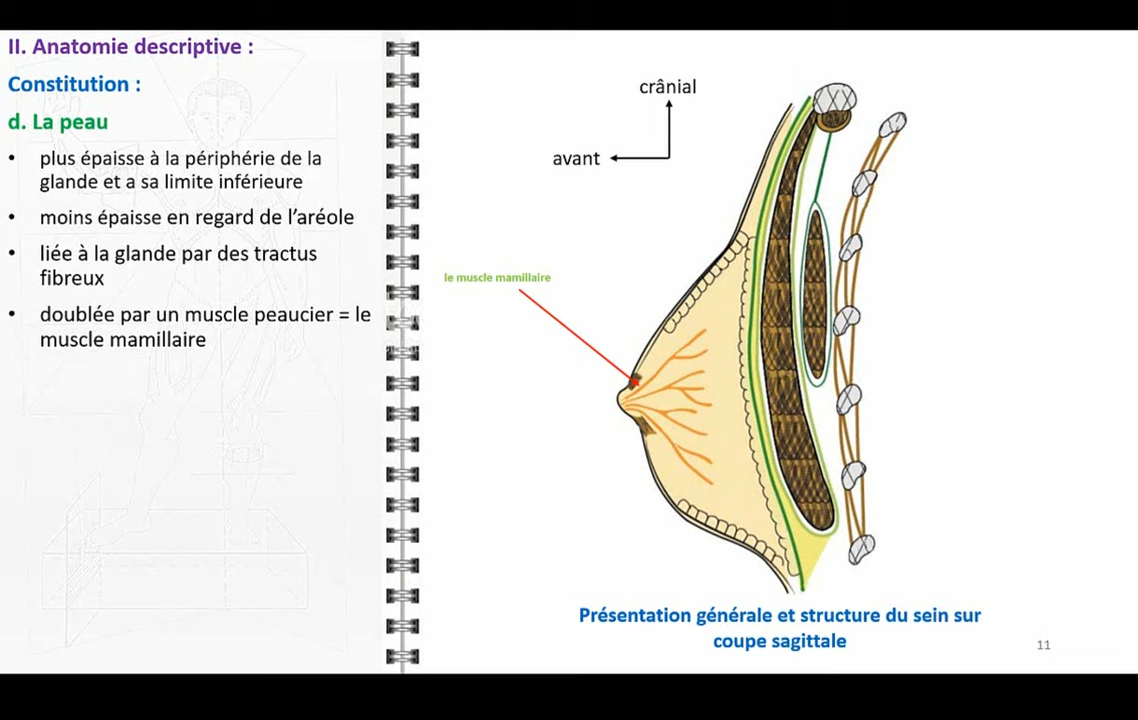 II. Anatomie descriptive :
Constitution :
d. La peau
• plus épaisse à la périphérie de la
glande et a sa limite inférieure
• moins épaisse en regard de l'aréole
• liée à la glande par des tractus
fibreux
• doublée par un muscle peaucier = le
muscle mamillaire
crânial
avant
le muscle mamillaire
Présentation générale et structure du sein sur
coupe sagittale
11